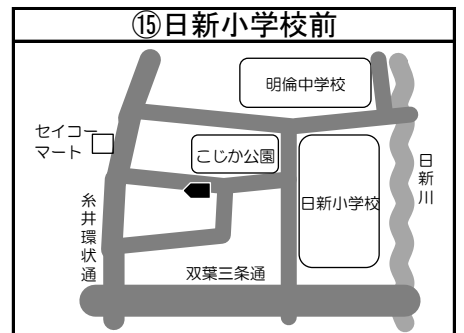 ⑮日新小学校前
明倫中学校
セイコー
マート
こじか公園
日新小学校
日新川
糸井環状通
双葉三条通